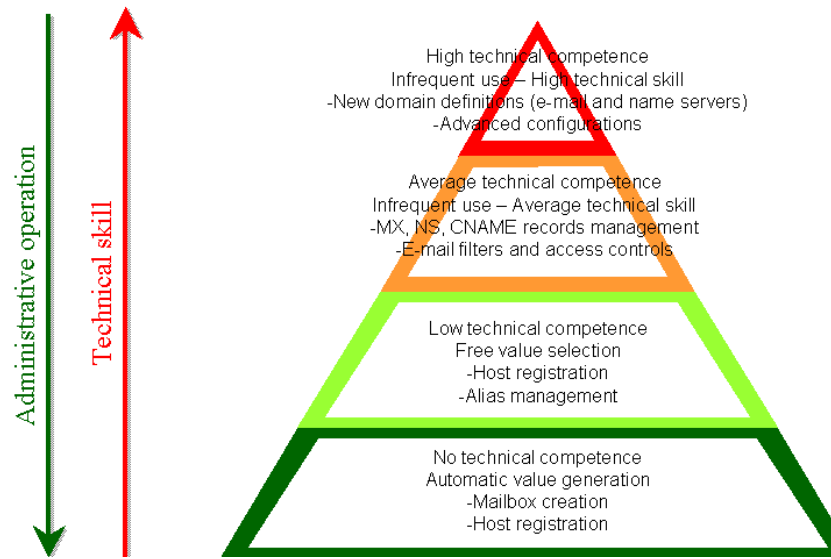 Administrative operation
Technical skill
High technical competence
Infrequent use – High technical skill
-New domain definitions (e-mail and name servers)
-Advanced configurations
Average technical competence
Infrequent use – Average technical skill
-MX, NS, CNAME records management
-E-mail filters and access controls
Low technical competence
Free value selection
-Host registration
-Alias management
No technical competence
Automatic value generation
-Mailbox creation
-Host registration